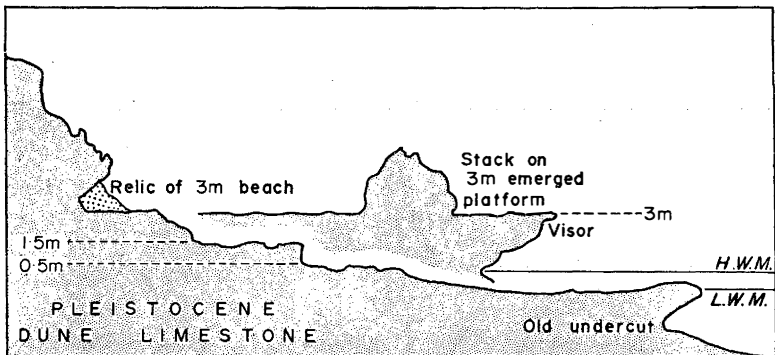 Stack on
3m emerged
platform
Relic of 3m beach
3m
Visor
1·5m
0·5m
H.W.M.
L.W.M.
PLEISTOCENE
DUNE LIMESTONE
Old undercut